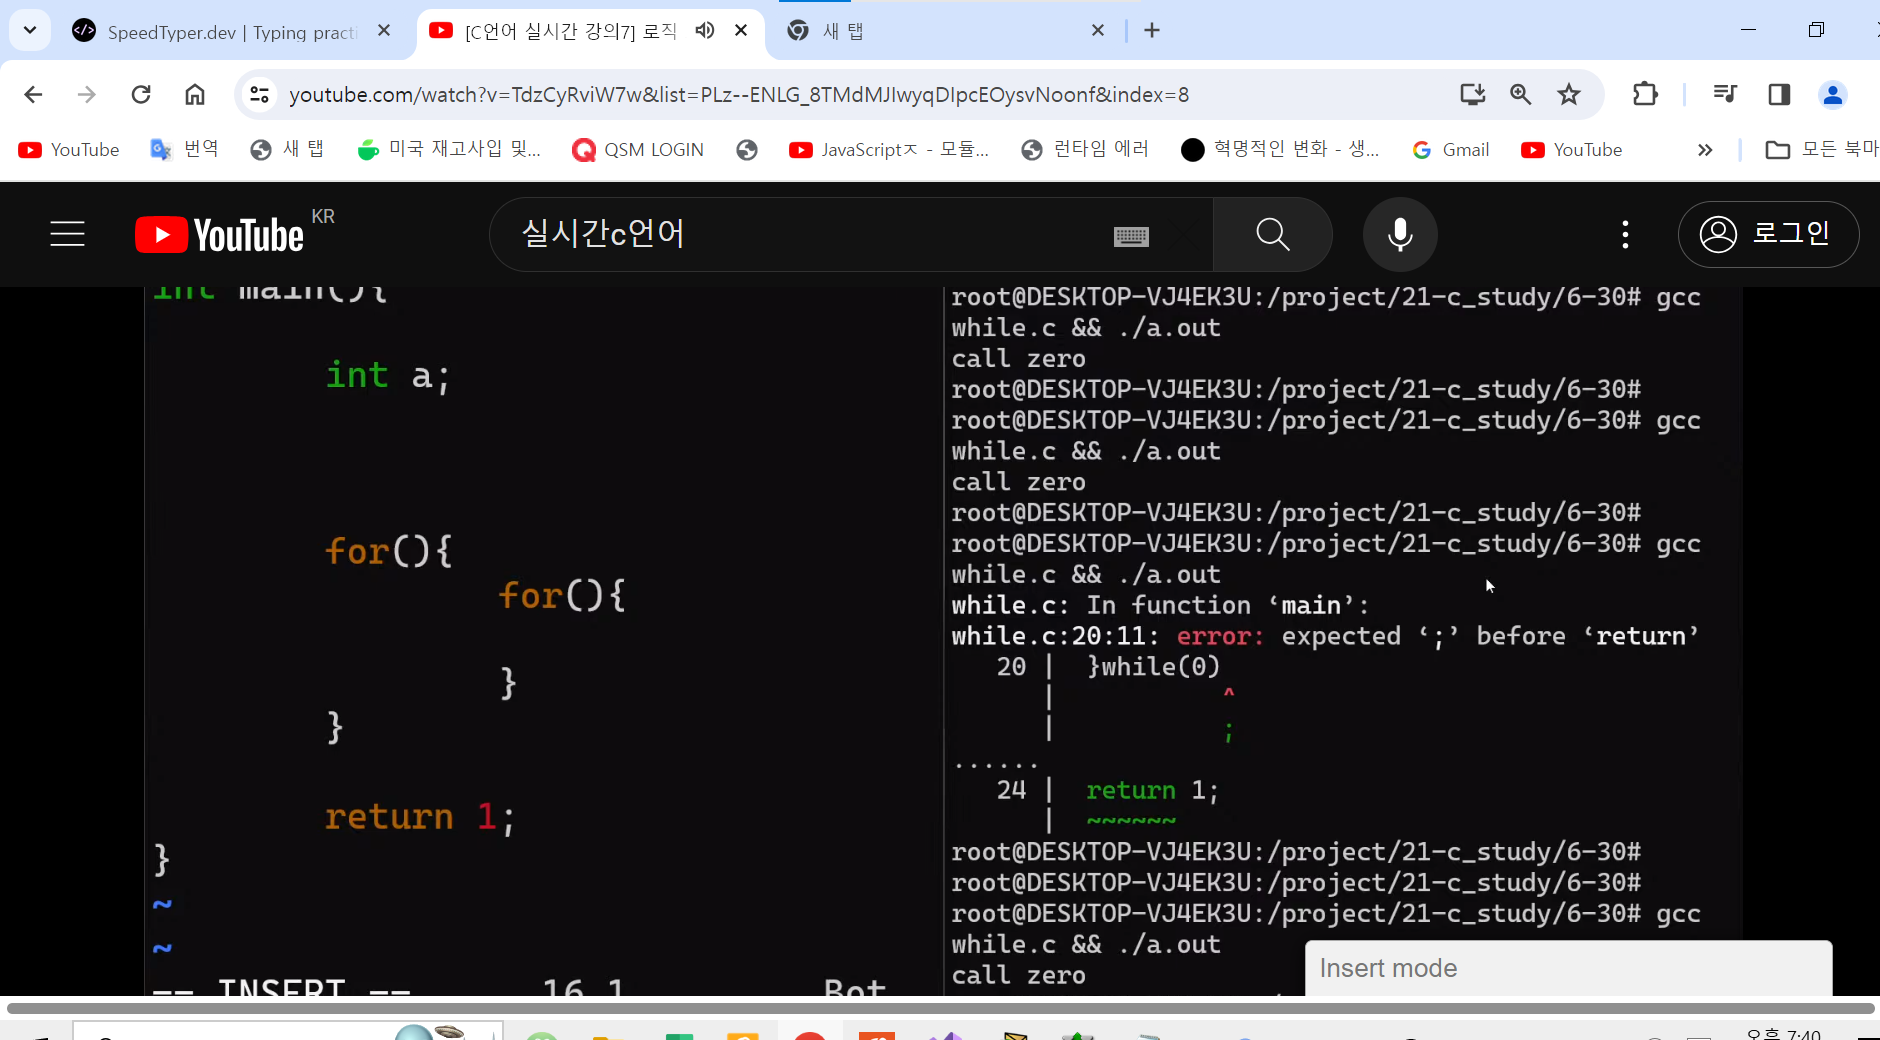 SpeedTyper.dev | Typing practi
[C언어 실시간 강의7] 로직
새 탭
youtube.com/watch?v=TdzCyRviW7w&list=PLz--ENLG_8TMdMJIwyqDIpcEOysvNoonf&index=8
YouTube
번역
새 탭
미국 재고사입 및...
QSM LOGIN
JavaScriptㅈ - 모듈...
런타임 에러
혁명적인 변화 - 생...
Gmail
YouTube
모든 북마
YouTube KR
실시간c언어
로그인
int main(){
int a;
for(){
for(){
}
}
return 1;
}
~
~
-- INSERT -- 16,1 Bot
root@DESKTOP-VJ4EK3U:/project/21-c_study/6-30# gcc
while.c && ./a.out
call zero
root@DESKTOP-VJ4EK3U:/project/21-c_study/6-30#
root@DESKTOP-VJ4EK3U:/project/21-c_study/6-30# gcc
while.c && ./a.out
call zero
root@DESKTOP-VJ4EK3U:/project/21-c_study/6-30#
root@DESKTOP-VJ4EK3U:/project/21-c_study/6-30# gcc
while.c && ./a.out
while.c: In function ‘main’:
while.c:20:11: error: expected ‘;’ before ‘return’
20 | }while(0)
| ^
| ;
......
24 | return 1;
| ~~~~~~
root@DESKTOP-VJ4EK3U:/project/21-c_study/6-30#
root@DESKTOP-VJ4EK3U:/project/21-c_study/6-30#
root@DESKTOP-VJ4EK3U:/project/21-c_study/6-30# gcc
while.c && ./a.out
call zero
Insert mode
오후 7:40